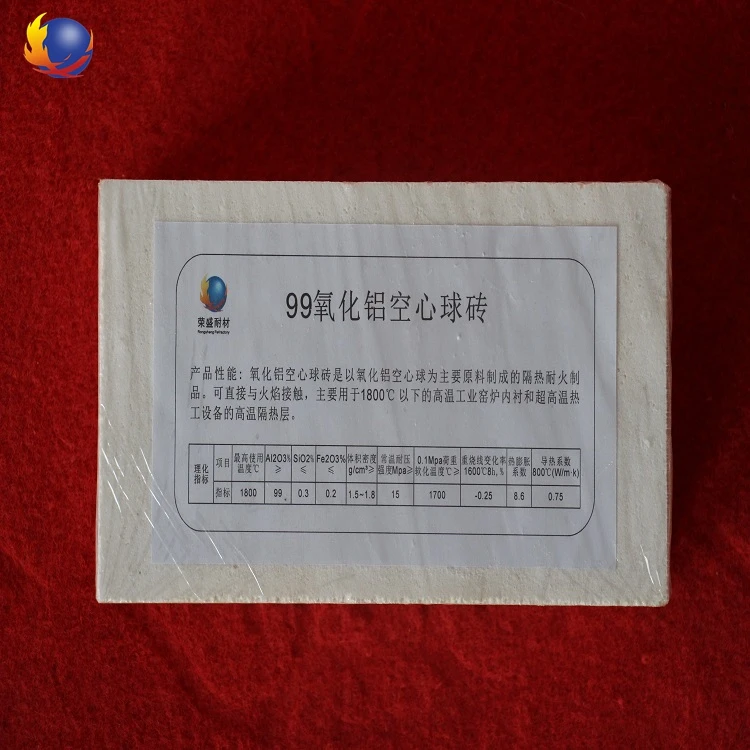 荣盛耐材
Rongsheng Refractory
99氧化铝空心球砖
产品性能：氧化铝空心球砖是以氧化铝空心球为主要原料制成的隔热耐火制
品。可直接与火焰接触，主要用于1800℃以下的高温工业窑炉内衬和超高温热
工设备的高温隔热层。
理化指标 项目 最高使用温度℃ Al2O3%≥ SiO2%≤ Fe2O3%≤ 体积密度g/cm³≥ 常温耐压强度Mpa≥ 0.1Mpa荷重软化温度℃≥ 重烧线变化率1600℃8h,% 热膨胀系数 导热系数800℃(W/m·k)
指标 1800 99 0.3 0.2 1.5~1.8 15 1700 -0.25 8.6 0.75